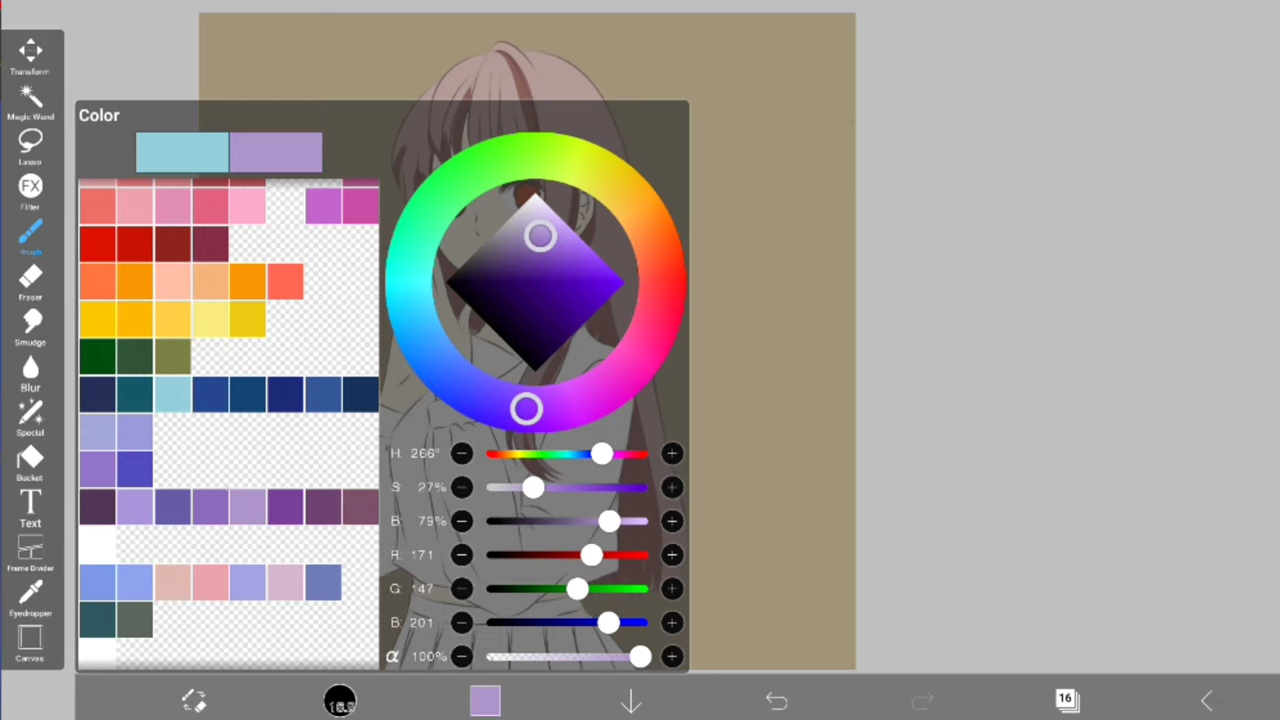 Transform
Magic Wand
Lasso
FX
Filter
Brush
Eraser
Smudge
Blur
Special
Bucket
T
Text
Frame Divider
Eyedropper
Canvas
Color
H: 266°
S: 27%
B: 79%
R: 171
G: 147
B: 201
α 100%
16